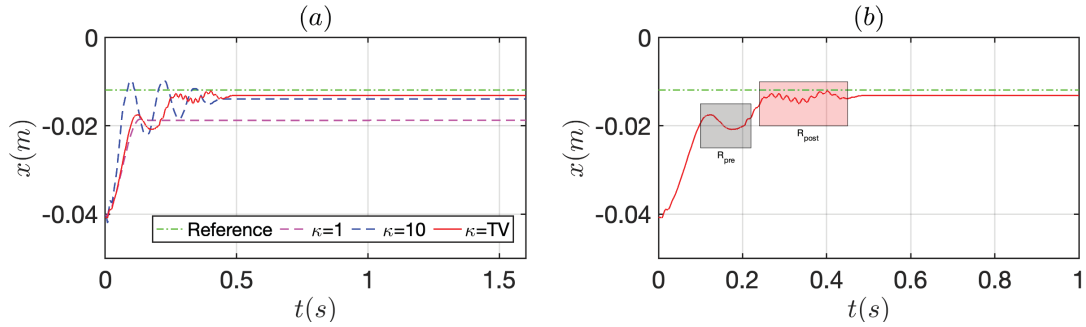 (a)
0
-0.02
-0.04
x(m)
0 0.5 1 1.5
t(s)
Reference κ=1 κ=10 κ=TV
(b)
0
-0.02
-0.04
x(m)
R_pre
R_post
0 0.2 0.4 0.6 0.8 1
t(s)